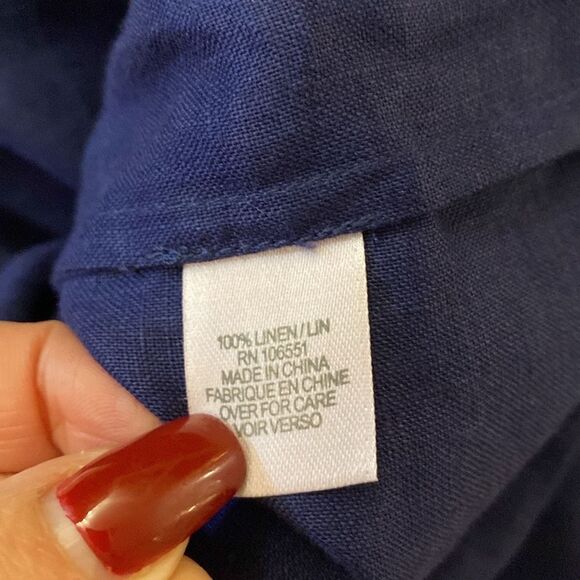 100% LINEN/LIN
RN 106551
MADE IN CHINA
FABRIQUE EN CHINE
OVER FOR CARE
VOIR VERSO